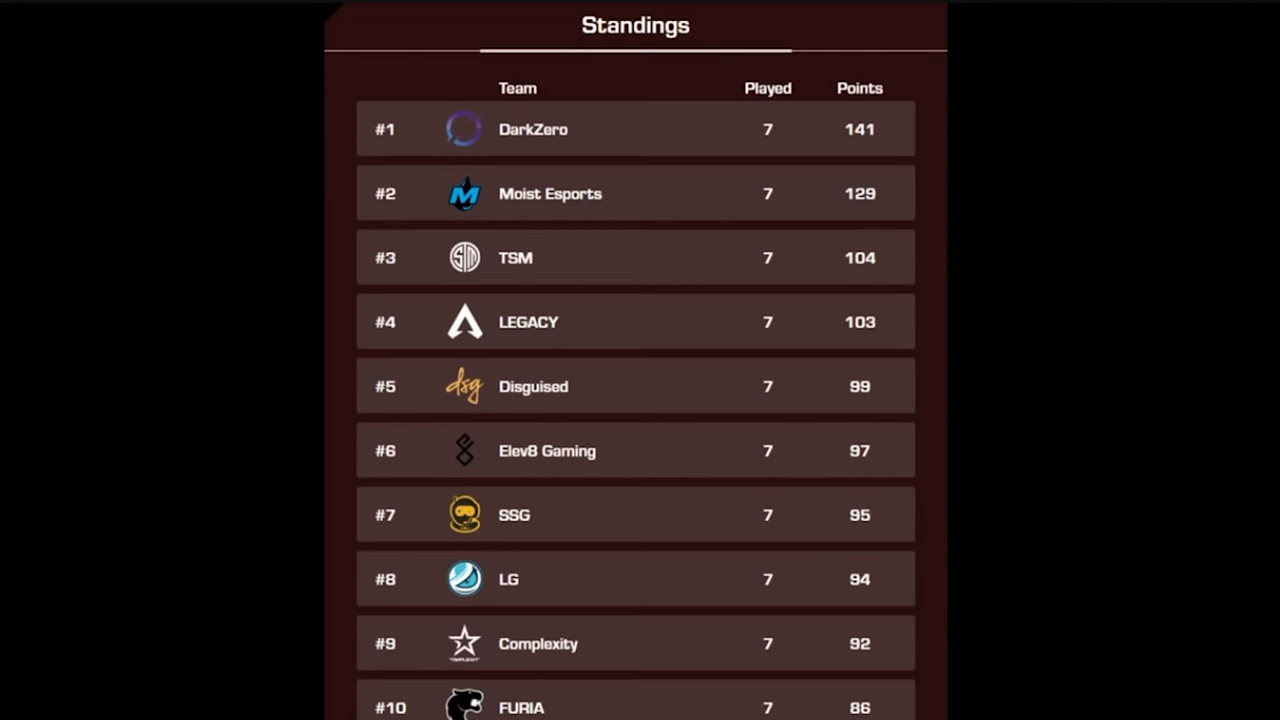 Standings
Team Played Points
#1 DarkZero 7 141
#2 M Moist Esports 7 129
#3 TSM TSM 7 104
#4 LEGACY 7 103
#5 dsg Disguised 7 99
#6 Elev8 Gaming 7 97
#7 SSG 7 95
#8 LG 7 94
#9 Complexity 7 92
#10 FURIA 7 86